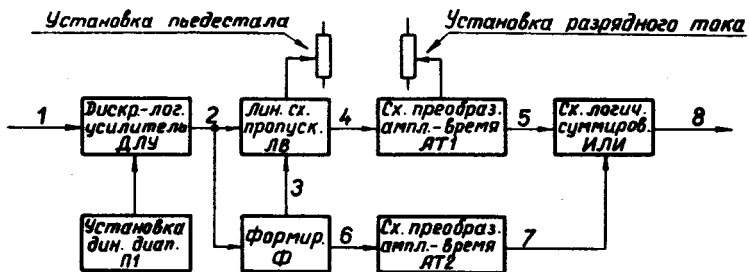 Установка пьедестала
Установка разрядного тока
1
Дискр.-лог.
усилитель
ДЛУ
2
Лин. сх.
пропуск.
ЛВ
4
Сх. преобраз.
ампл.-время
АТ1
5
Сх. логич.
суммиров.
ИЛИ
8
3
Установка
дин. диап.
П1
Формир.
Ф
6
Сх. преобраз.
ампл.-время
АТ2
7